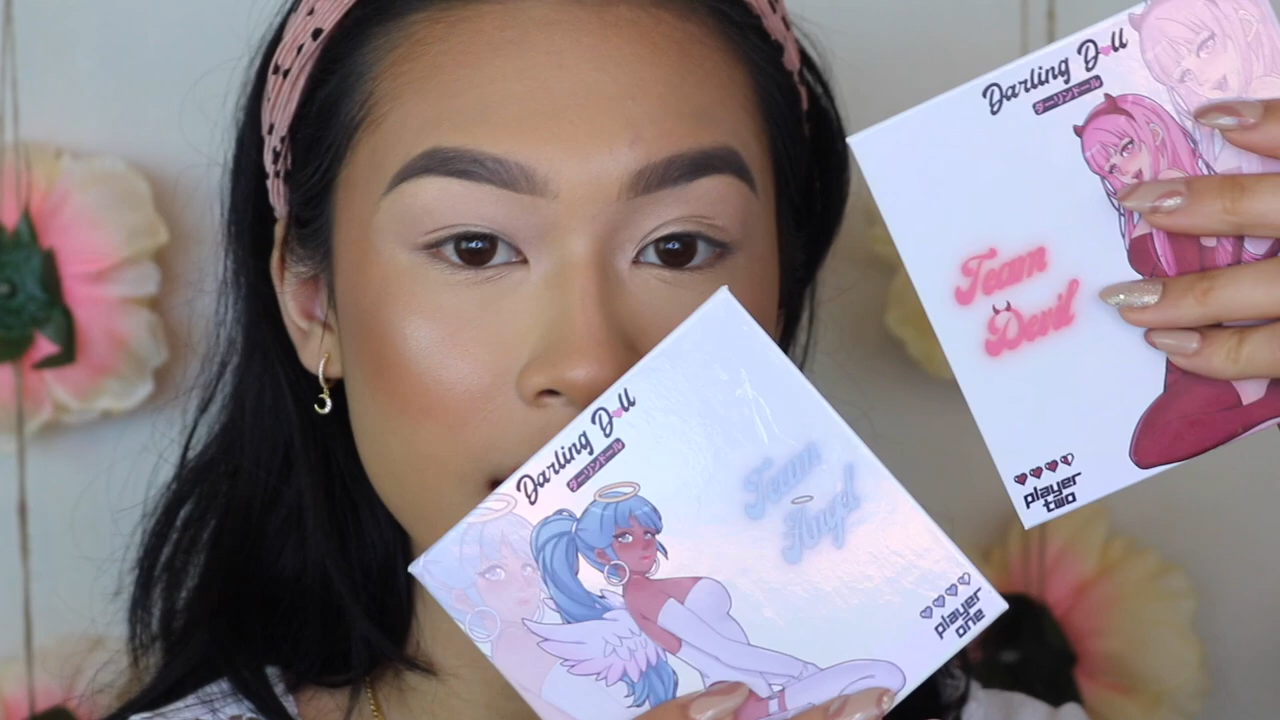 Darling Doll
ダーリンドール
Team
Angel
player
one
Darling Doll
ダーリンドール
Team
Devil
player
two